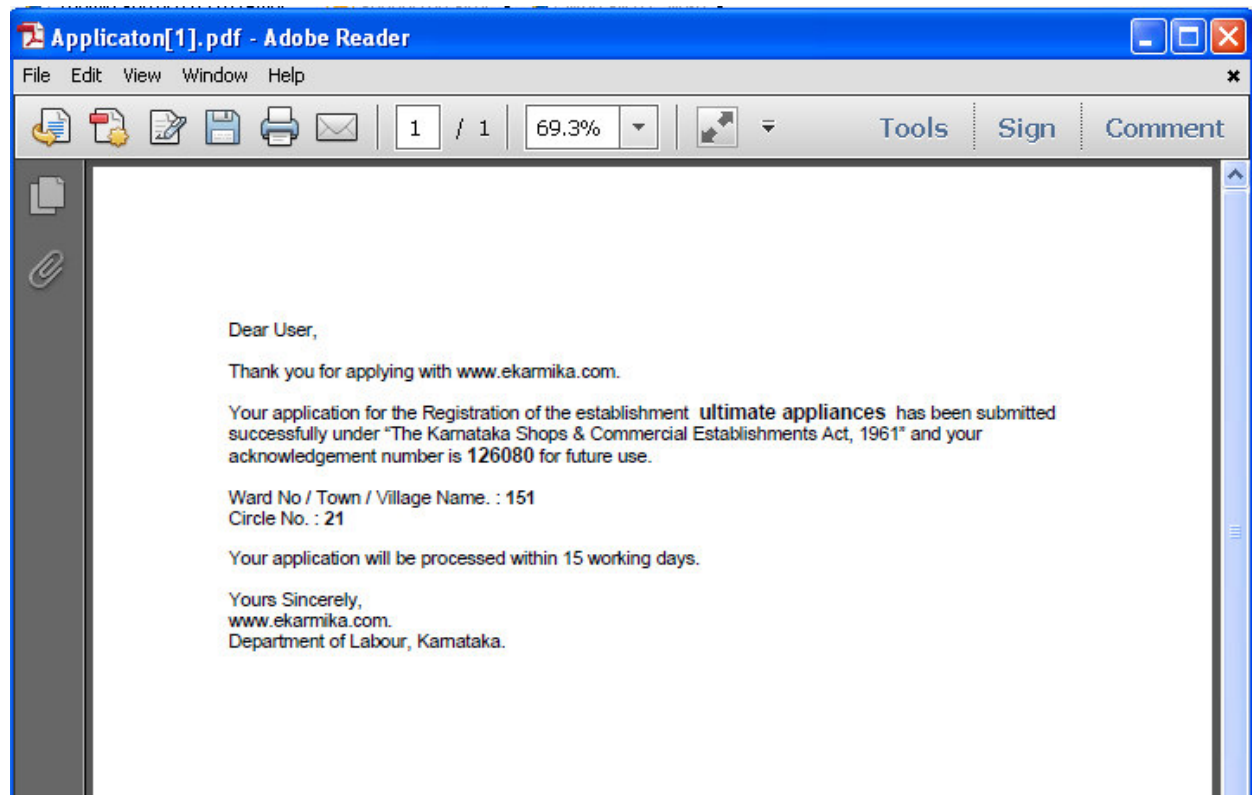 Applicaton[1].pdf - Adobe Reader
File Edit View Window Help
1 / 1 69.3% Tools Sign Comment
Dear User,
Thank you for applying with www.ekarmika.com.
Your application for the Registration of the establishment ultimate appliances has been submitted
successfully under “The Karnataka Shops & Commercial Establishments Act, 1961” and your
acknowledgement number is 126080 for future use.
Ward No / Town / Village Name. : 151
Circle No. : 21
Your application will be processed within 15 working days.
Yours Sincerely,
www.ekarmika.com.
Department of Labour, Karnataka.